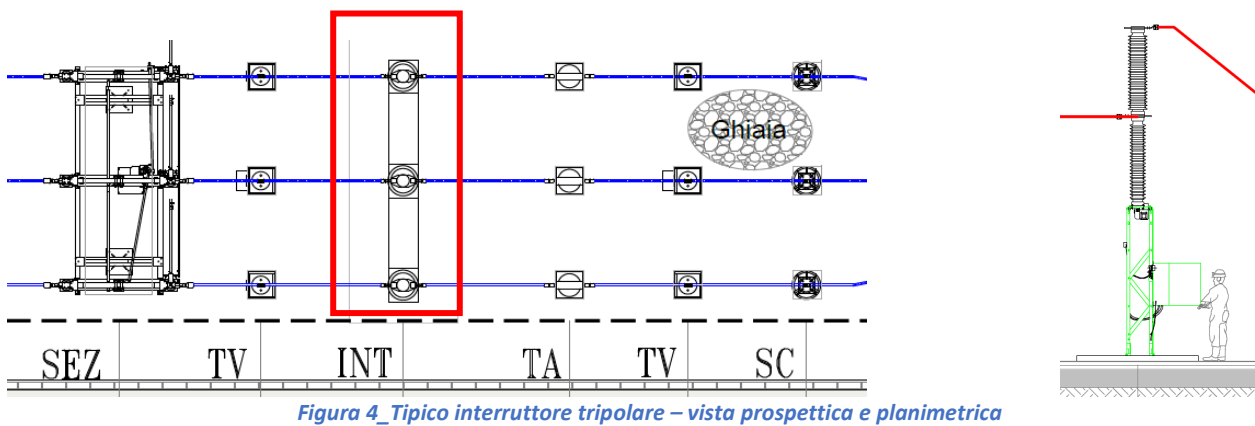 Ghiaia
SEZ TV INT TA TV SC
Figura 4_Tipico interruttore tripolare – vista prospettica e planimetrica